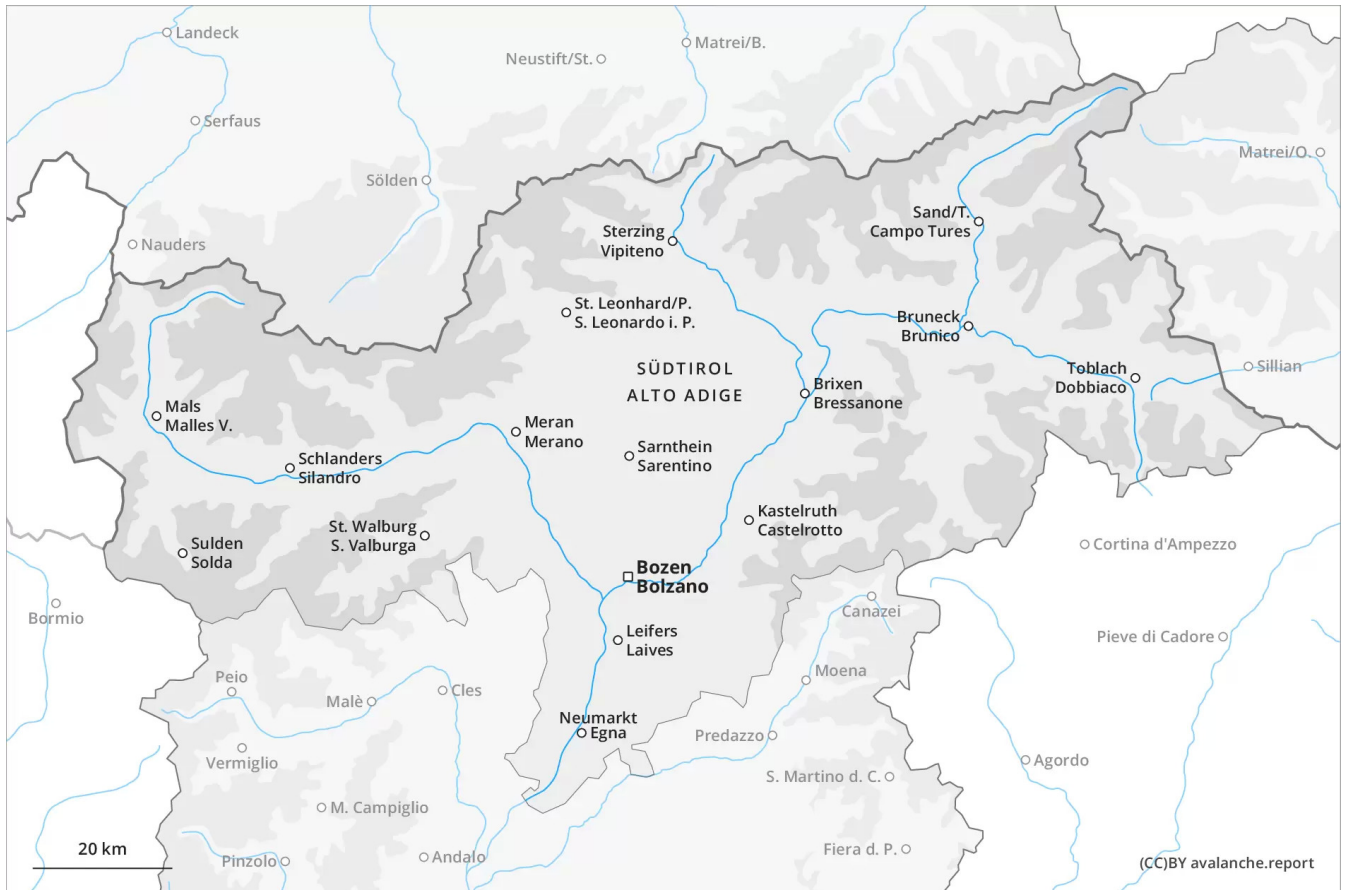 Landeck
Matrei/B.
Neustift/St.
Serfaus
Matrei/O.
Sölden
Sand/T.
Campo Tures
Sterzing
Vipiteno
Nauders
St. Leonhard/P.
S. Leonardo i. P.
Bruneck
Brunico
SÜDTIROL
ALTO ADIGE
Toblach
Dobbiaco
Sillian
Brixen
Bressanone
Mals
Malles V.
Meran
Merano
Sarnthein
Sarentino
Schlanders
Silandro
Kastelruth
Castelrotto
St. Walburg
S. Valburga
Sulden
Solda
Cortina d'Ampezzo
Bozen
Bolzano
Bormio
Canazei
Leifers
Laives
Pieve di Cadore
Moena
Peio
Malè
Cles
Neumarkt
Egna
Predazzo
Vermiglio
Agordo
S. Martino d. C.
M. Campiglio
20 km
Fiera d. P.
Pinzolo
Andalo
(CC)BY avalanche.report